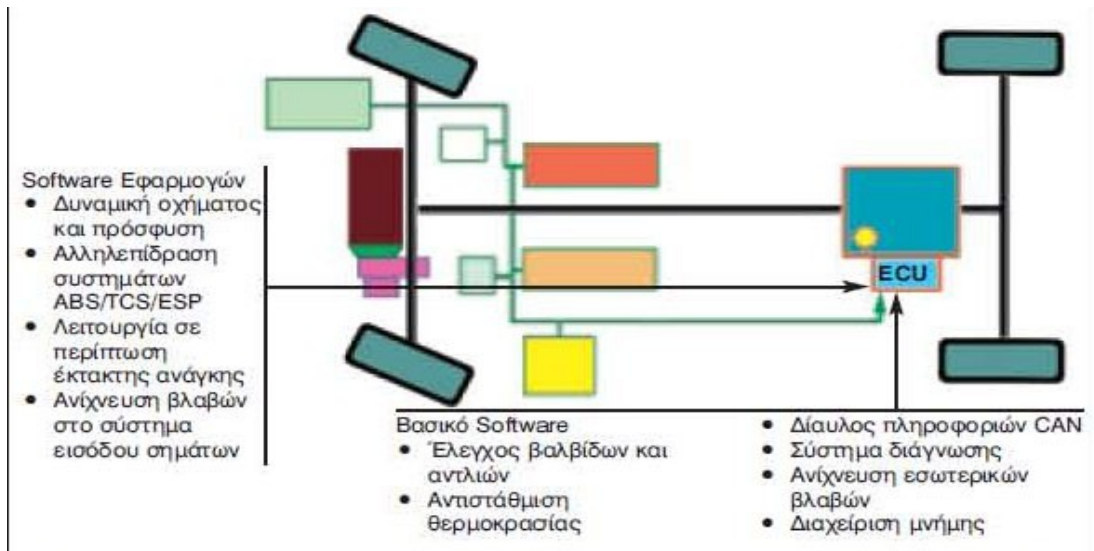 Software Εφαρμογών
• Δυναμική οχήματος
και πρόσφυση
• Αλληλεπίδραση
συστημάτων
ABS/TCS/ESP
• Λειτουργία σε
περίπτωση
έκτακτης ανάγκης
• Ανίχνευση βλαβών
στο σύστημα
εισόδου σημάτων
ECU
Βασικό Software
• Έλεγχος βαλβίδων και
αντλιών
• Αντιστάθμιση
θερμοκρασίας
• Δίαυλος πληροφοριών CAN
• Σύστημα διάγνωσης
• Ανίχνευση εσωτερικών
βλαβών
• Διαχείριση μνήμης